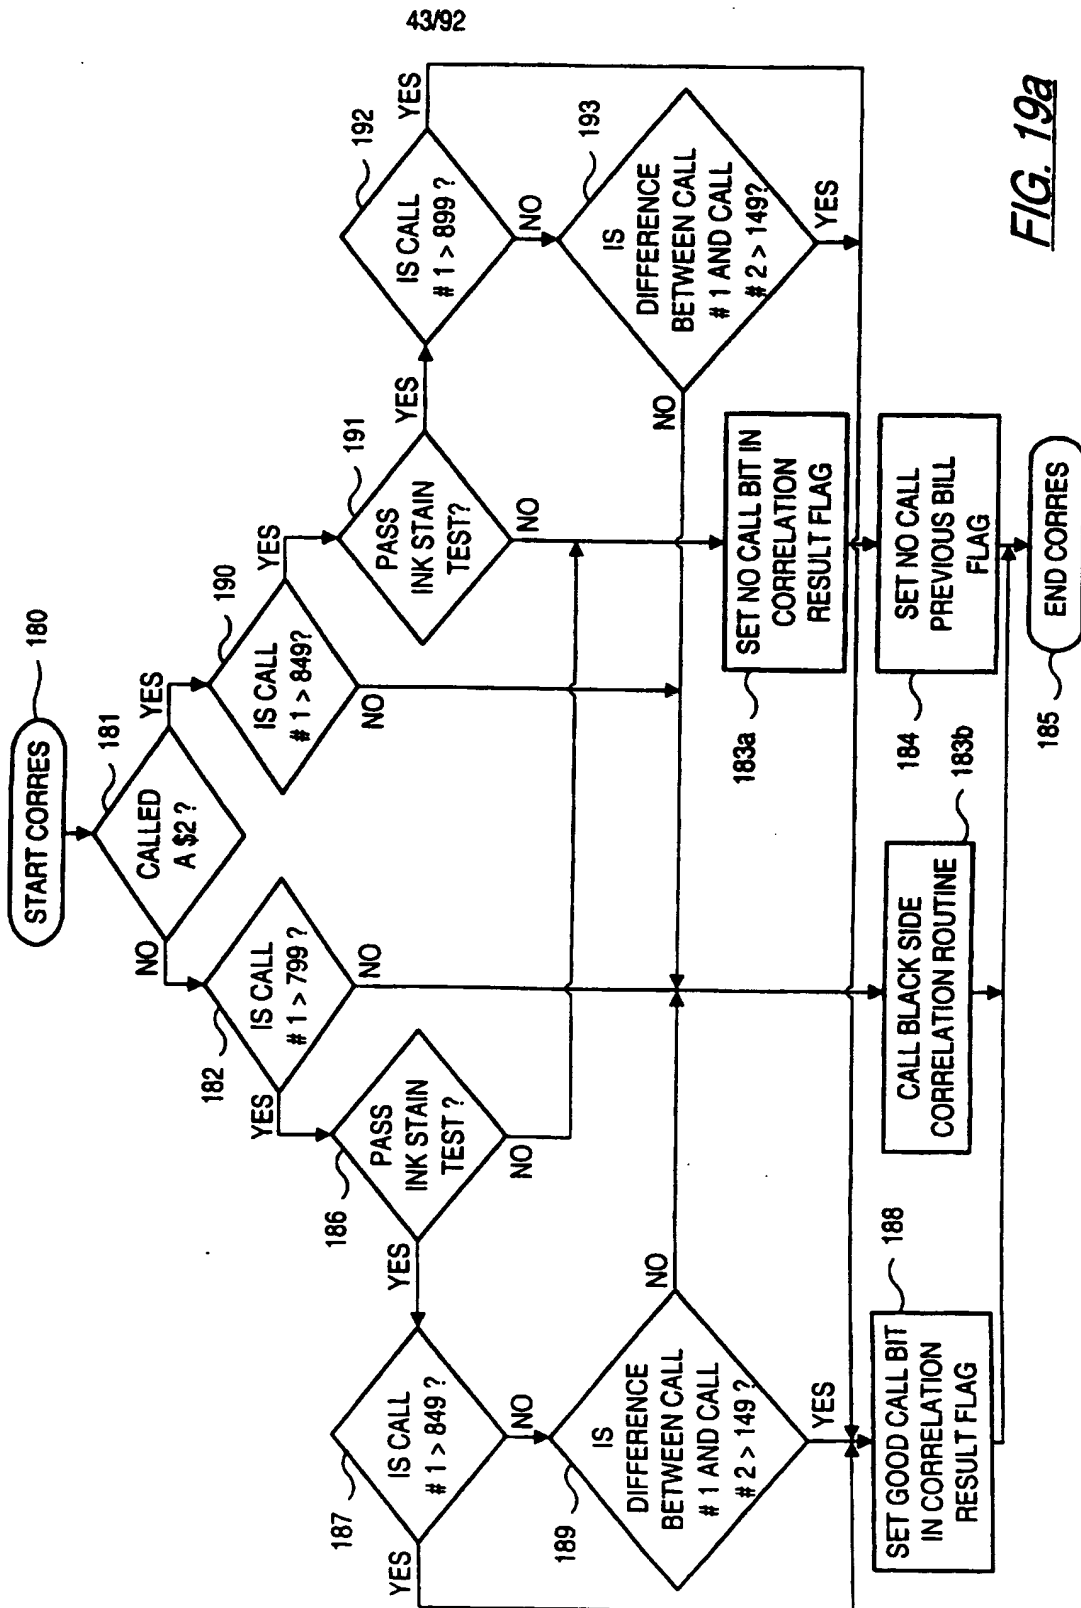 43/92
START CORRES
180
CALLED
A $2 ?
181
NO
YES
IS CALL
# 1 > 799 ?
182
YES
NO
IS CALL
# 1 > 849?
190
YES
NO
PASS
INK STAIN
TEST ?
186
YES
NO
PASS
INK STAIN
TEST?
191
YES
NO
IS CALL
# 1 > 849 ?
187
YES
NO
IS CALL
# 1 > 899 ?
192
YES
NO
IS
DIFFERENCE
BETWEEN CALL
# 1 AND CALL
# 2 > 149 ?
189
NO
YES
IS
DIFFERENCE
BETWEEN CALL
# 1 AND CALL
# 2 > 149?
193
NO
YES
SET NO CALL BIT IN
CORRELATION
RESULT FLAG
183a
SET GOOD CALL BIT
IN CORRELATION
RESULT FLAG
188
CALL BLACK SIDE
CORRELATION ROUTINE
183b
SET NO CALL
PREVIOUS BILL
FLAG
184
END CORRES
185
FIG. 19a